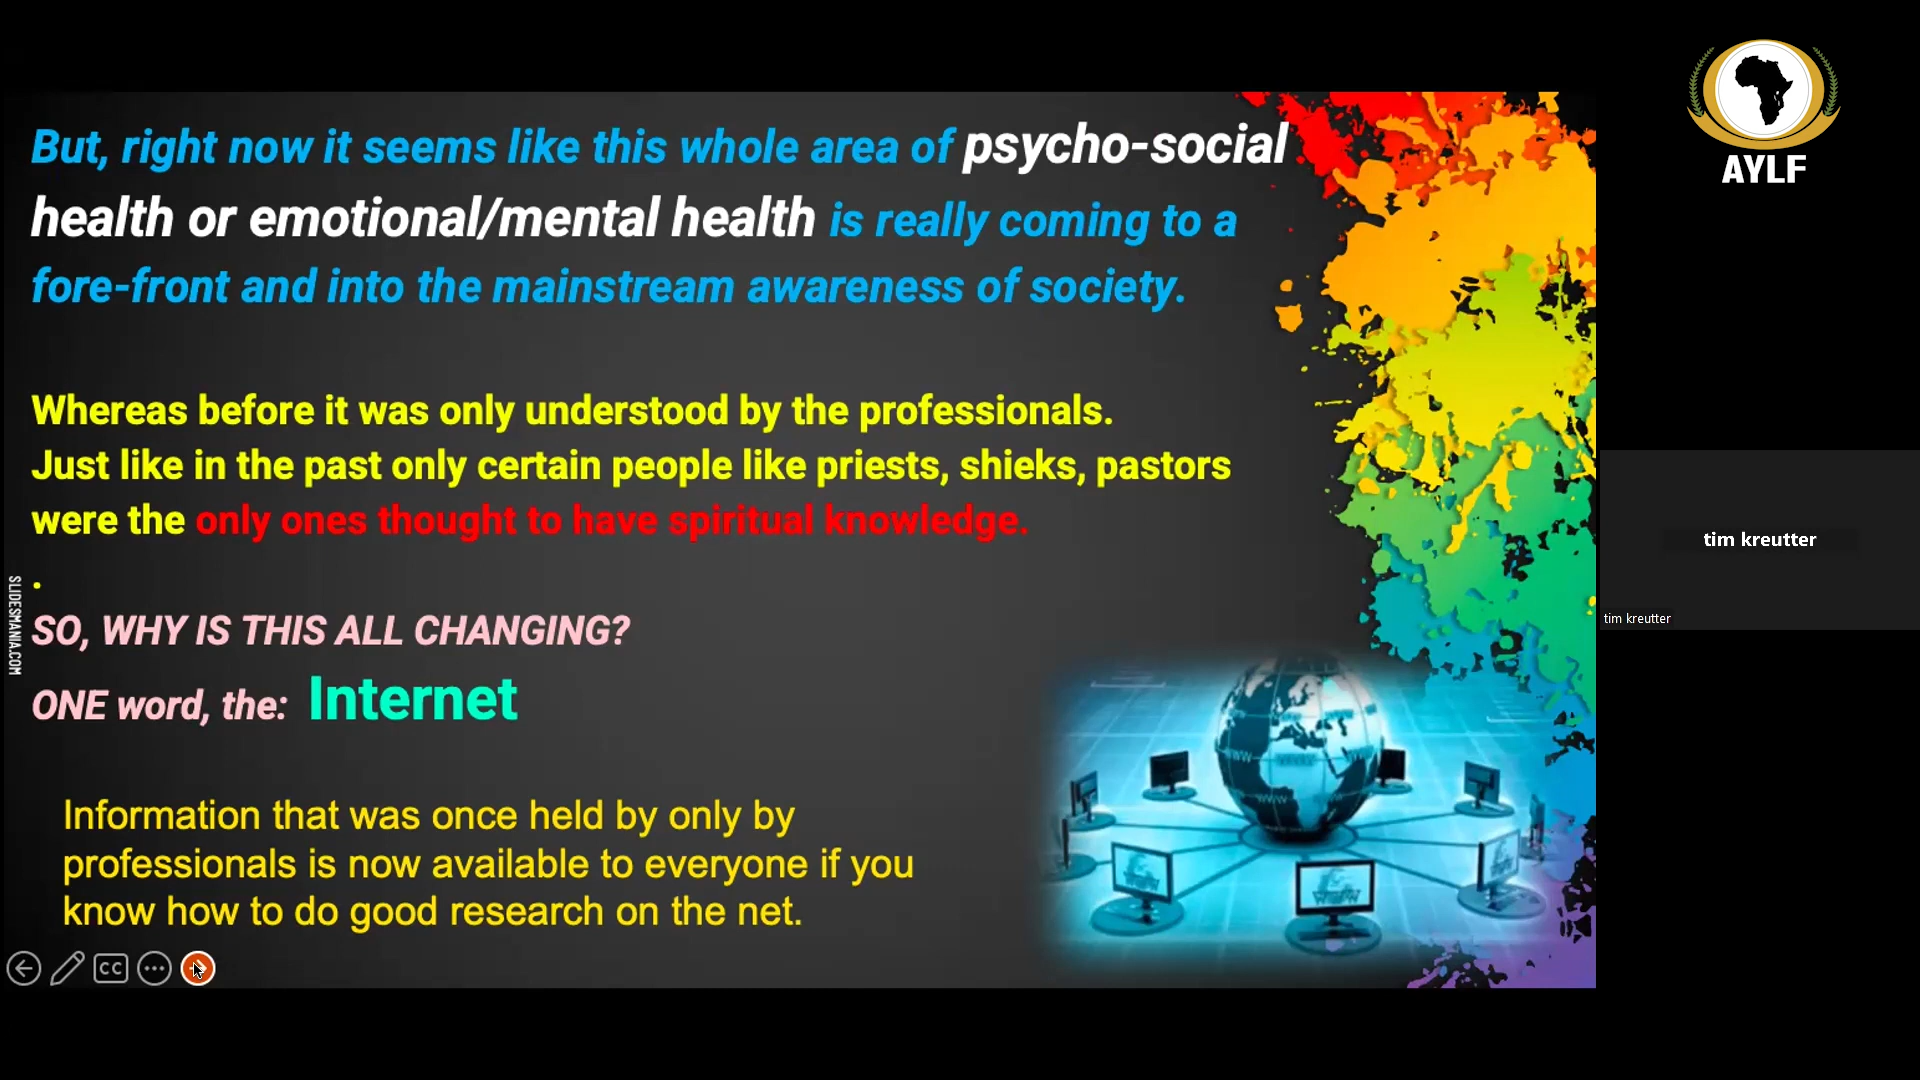 But, right now it seems like this whole area of psycho-social
health or emotional/mental health is really coming to a
fore-front and into the mainstream awareness of society.
Whereas before it was only understood by the professionals.
Just like in the past only certain people like priests, shieks, pastors
were the only ones thought to have spiritual knowledge.
.
SO, WHY IS THIS ALL CHANGING?
ONE word, the: Internet
Information that was once held by only by
professionals is now available to everyone if you
know how to do good research on the net.
SLIDESMANIA.COM
CC
AYLF
tim kreutter
tim kreutter